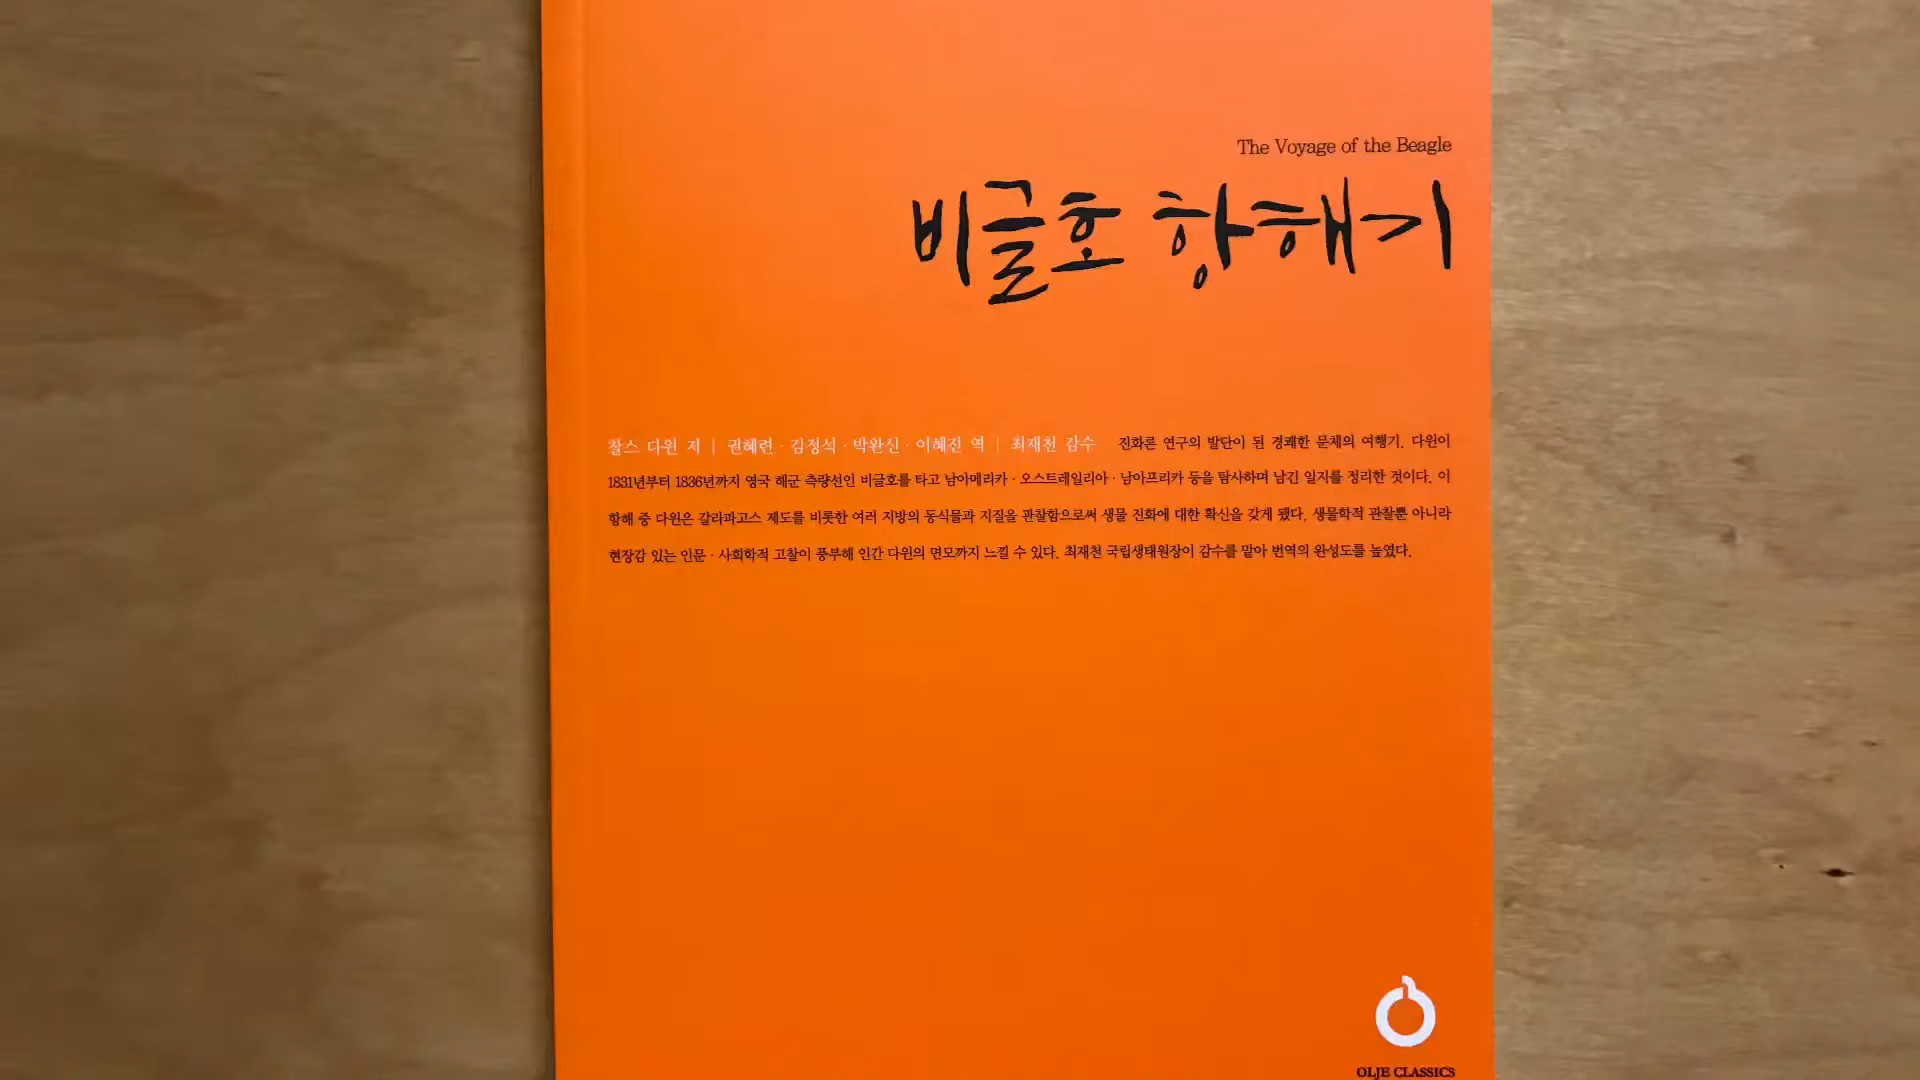 The Voyage of the Beagle
비글호 항해기
찰스 다윈 저 | 권혜련 · 김정석 · 박완신 · 이혜진 역 | 최재천 감수 진화론 연구의 발단이 된 경쾌한 문체의 여행기. 다윈이
1831년부터 1836년까지 영국 해군 측량선인 비글호를 타고 남아메리카 · 오스트레일리아 · 남아프리카 등을 탐사하며 남긴 일지를 정리한 것이다. 이
항해 중 다윈은 갈라파고스 제도를 비롯한 여러 지방의 동식물과 지질을 관찰함으로써 생물 진화에 대한 확신을 갖게 됐다. 생물학적 관찰뿐 아니라
현장감 있는 인문 · 사회학적 고찰이 풍부해 인간 다윈의 면모까지 느낄 수 있다. 최재천 국립생태원장이 감수를 맡아 번역의 완성도를 높였다.
OLJE CLASSICS